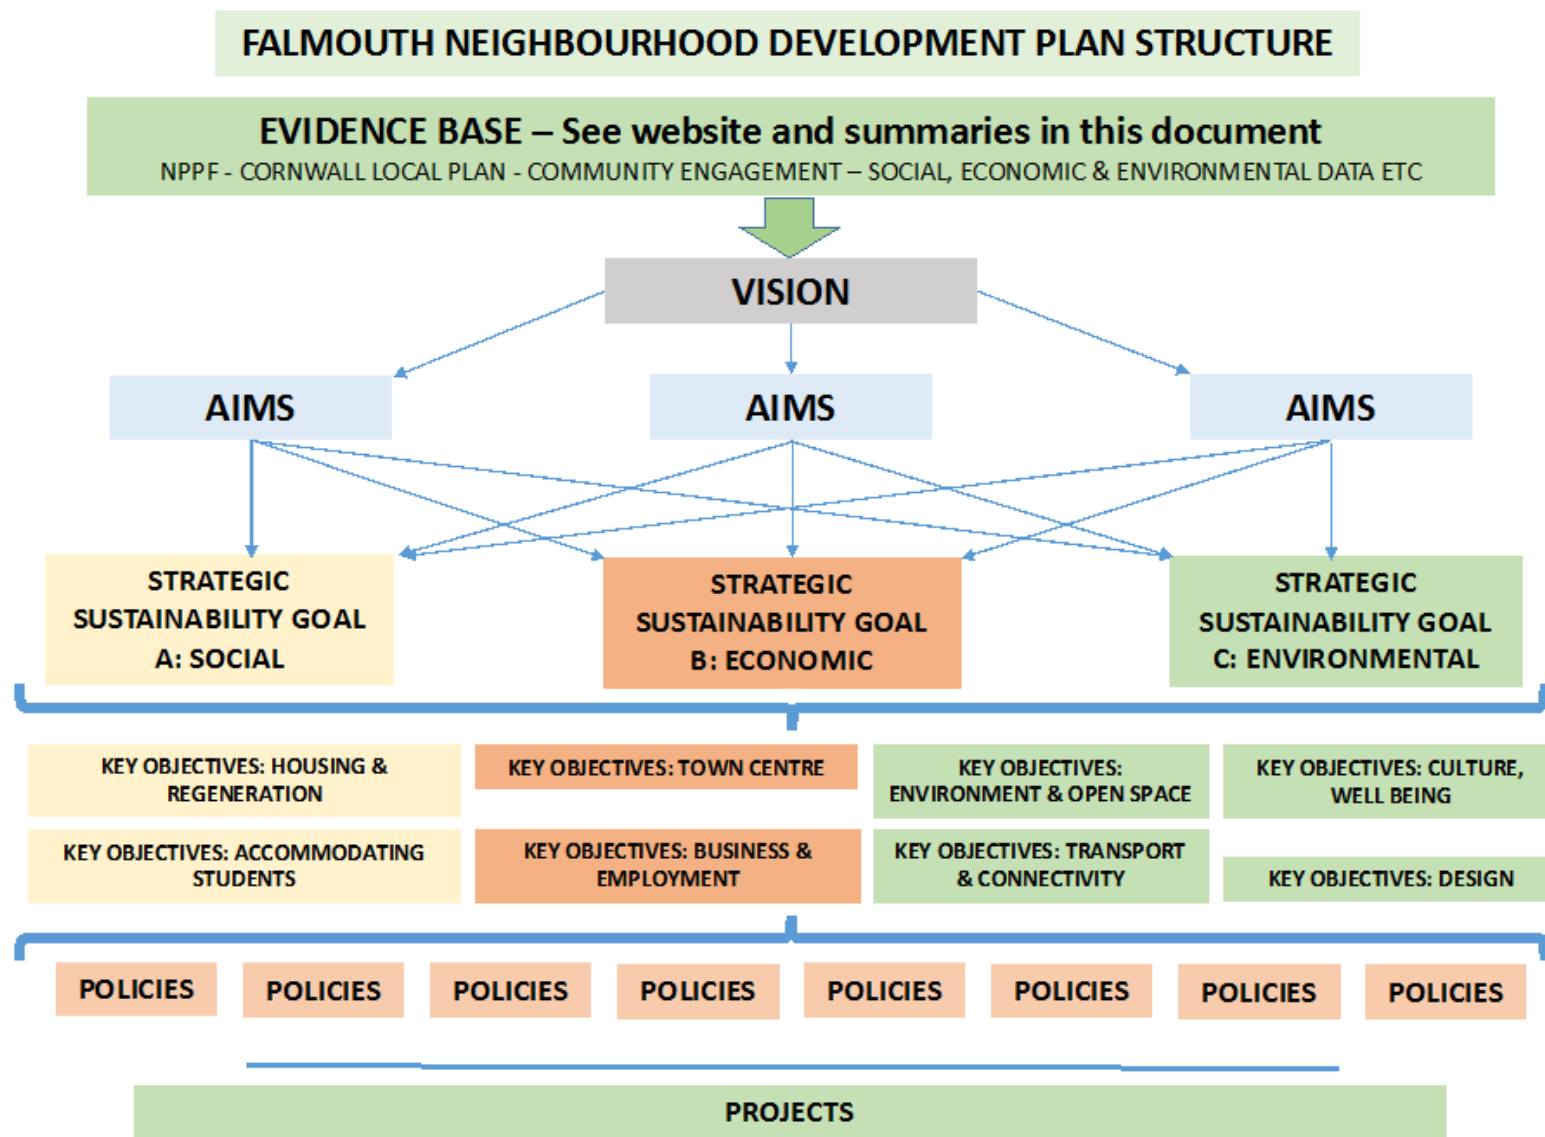 FALMOUTH NEIGHBOURHOOD DEVELOPMENT PLAN STRUCTURE
EVIDENCE BASE – See website and summaries in this document
NPPF - CORNWALL LOCAL PLAN - COMMUNITY ENGAGEMENT – SOCIAL, ECONOMIC & ENVIRONMENTAL DATA ETC
VISION
AIMS
AIMS
AIMS
STRATEGIC
SUSTAINABILITY GOAL
A: SOCIAL
STRATEGIC
SUSTAINABILITY GOAL
B: ECONOMIC
STRATEGIC
SUSTAINABILITY GOAL
C: ENVIRONMENTAL
KEY OBJECTIVES: HOUSING &
REGENERATION
KEY OBJECTIVES: TOWN CENTRE
KEY OBJECTIVES:
ENVIRONMENT & OPEN SPACE
KEY OBJECTIVES: CULTURE,
WELL BEING
KEY OBJECTIVES: ACCOMMODATING
STUDENTS
KEY OBJECTIVES: BUSINESS &
EMPLOYMENT
KEY OBJECTIVES: TRANSPORT
& CONNECTIVITY
KEY OBJECTIVES: DESIGN
POLICIES
POLICIES
POLICIES
POLICIES
POLICIES
POLICIES
POLICIES
POLICIES
PROJECTS